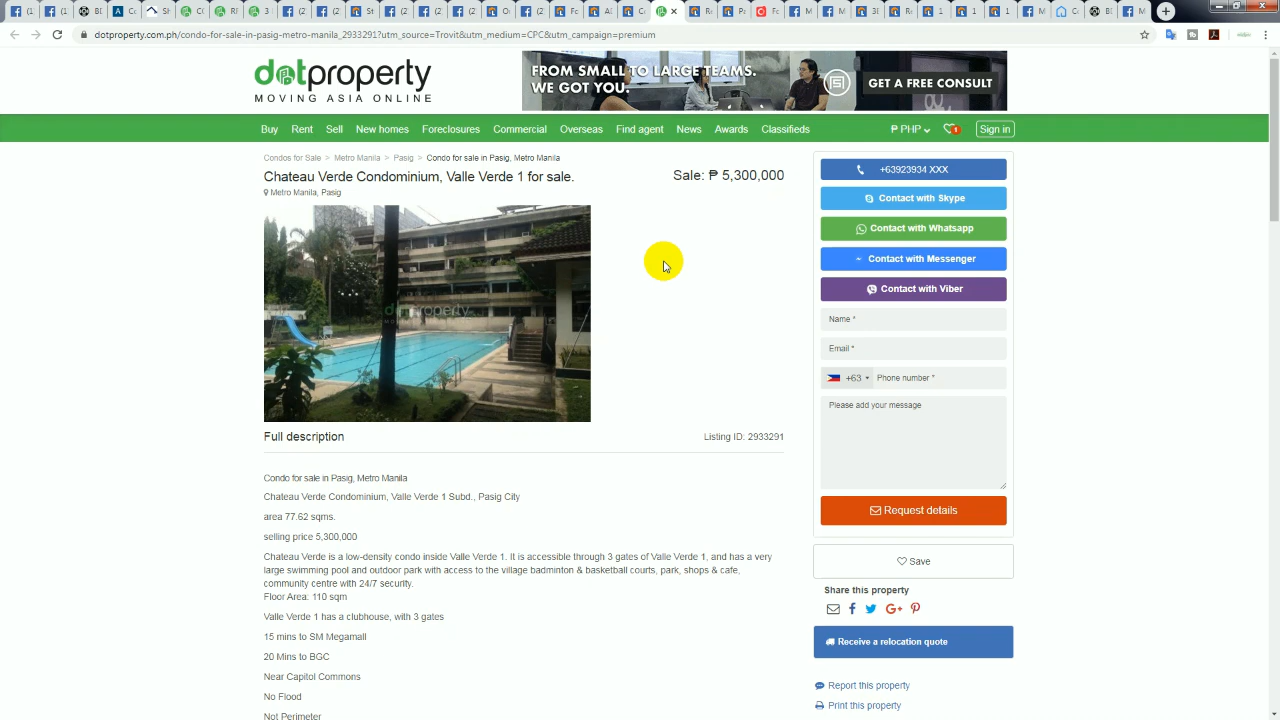 dotproperty.com.ph/condo-for-sale-in-pasig-metro-manila_2933291?utm_source=Trovit&utm_medium=CPC&utm_campaign=premium
dotproperty
MOVING ASIA ONLINE
FROM SMALL TO LARGE TEAMS.
WE GOT YOU.
GET A FREE CONSULT
Buy Rent Sell New homes Foreclosures Commercial Overseas Find agent News Awards Classifieds ₱ PHP 1 Sign in
Condos for Sale > Metro Manila > Pasig > Condo for sale in Pasig, Metro Manila
Chateau Verde Condominium, Valle Verde 1 for sale.
Sale: ₱ 5,300,000
Metro Manila, Pasig
dotproperty
Full description
Listing ID: 2933291
Condo for sale in Pasig, Metro Manila
Chateau Verde Condominium, Valle Verde 1 Subd., Pasig City
area 77.62 sqms.
selling price 5,300,000
Chateau Verde is a low-density condo inside Valle Verde 1. It is accessible through 3 gates of Valle Verde 1, and has a very
large swimming pool and outdoor park with access to the village badminton & basketball courts, park, shops & cafe,
community centre with 24/7 security.
Floor Area: 110 sqm
Valle Verde 1 has a clubhouse, with 3 gates
15 mins to SM Megamall
20 Mins to BGC
Near Capitol Commons
No Flood
Not Perimeter
+63923934 XXX
Contact with Skype
Contact with Whatsapp
Contact with Messenger
Contact with Viber
Name *
Email *
+63 Phone number *
Please add your message
Request details
Save
Share this property
Receive a relocation quote
Report this property
Print this property